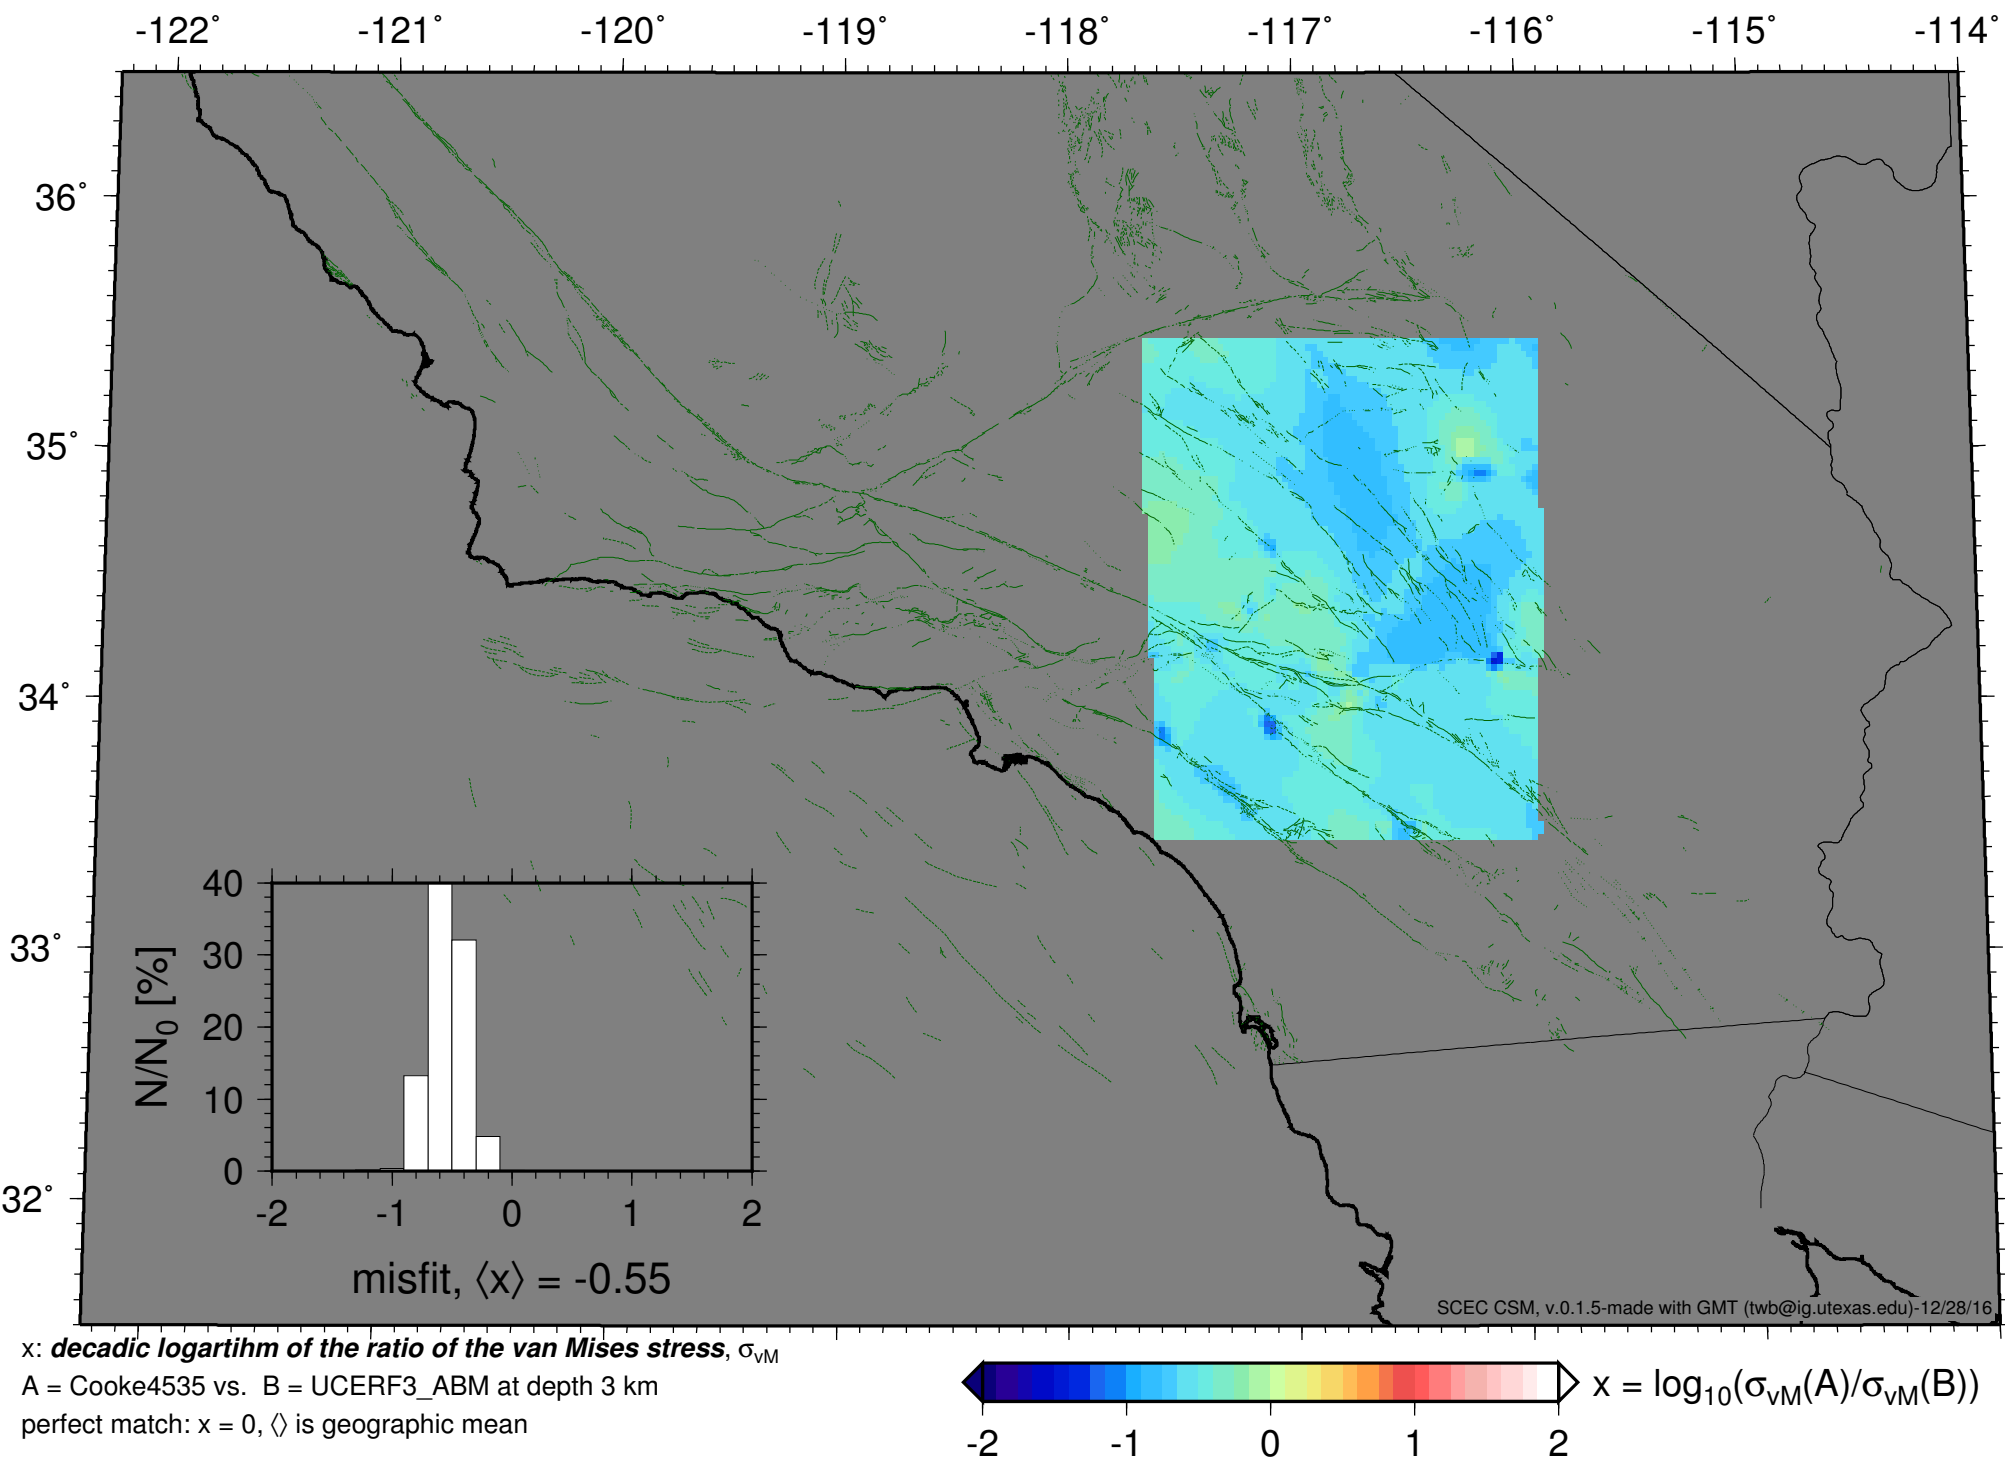 -122˚ -121˚ -120˚ -119˚ -118˚ -117˚ -116˚ -115˚ -114˚
36˚
35˚
34˚
33˚
32˚
40
30
20
10
0
N/N0 [%]
-2 -1 0 1 2
misfit, ⟨x⟩ = -0.55
SCEC CSM, v.0.1.5-made with GMT (twb@ig.utexas.edu)-12/28/16
x: decadic logartihm of the ratio of the van Mises stress, σvM
A = Cooke4535 vs. B = UCERF3_ABM at depth 3 km
perfect match: x = 0, ⟨⟩ is geographic mean
x = log10(σvM(A)/σvM(B))
-2 -1 0 1 2